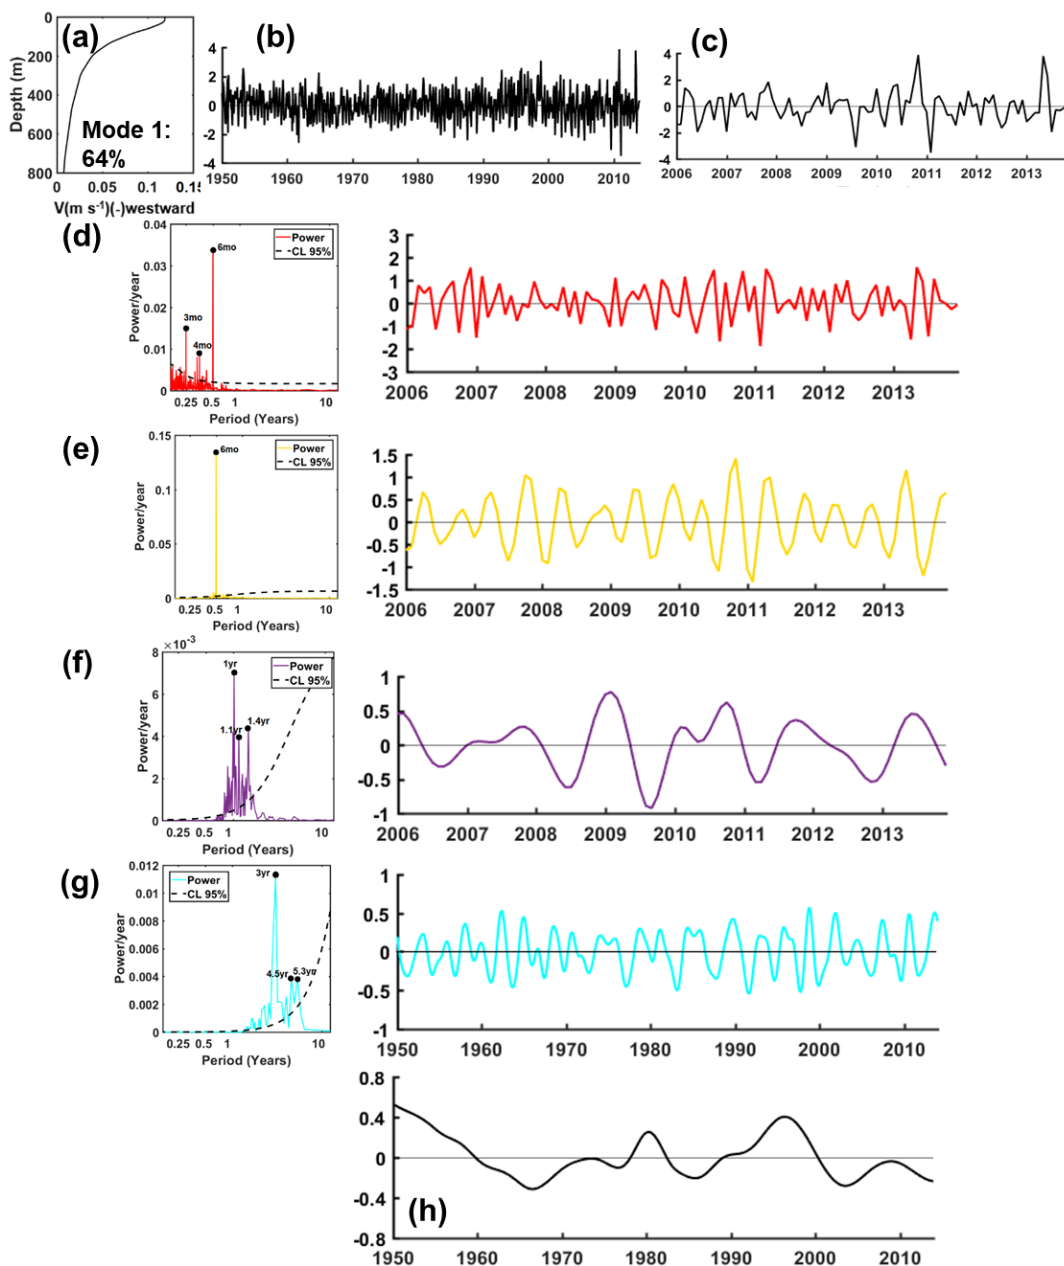 (a)
0
200
400
600
800
Depth (m)
Mode 1:
64%
0 0.05 0.1 0.15
V(m s⁻¹)(-)westward
(b)
4
2
0
-2
-4
1950 1960 1970 1980 1990 2000 2010
(c)
4
2
0
-2
-4
2006 2007 2008 2009 2010 2011 2012 2013
(d)
0.04
0.03
0.02
0.01
0
Power/year
Power
CL 95%
6mo
3mo
4mo
0.25 0.5 1 10
Period (Years)
3
2
1
0
-1
-2
-3
2006 2007 2008 2009 2010 2011 2012 2013
(e)
0.15
0.1
0.05
0
Power/year
Power
CL 95%
6mo
0.25 0.5 1 10
Period (Years)
1.5
1
0.5
0
-0.5
-1
-1.5
2006 2007 2008 2009 2010 2011 2012 2013
(f)
×10⁻³
8
6
4
2
0
Power/year
Power
CL 95%
1yr
1.1yr
1.4yr
0.25 0.5 1 10
Period (Years)
1
0.5
0
-0.5
-1
2006 2007 2008 2009 2010 2011 2012 2013
(g)
0.012
0.01
0.008
0.006
0.004
0.002
0
Power/year
Power
CL 95%
3yr
4.5yr
5.3yr
0.25 0.5 1 10
Period (Years)
1
0.5
0
-0.5
-1
1950 1960 1970 1980 1990 2000 2010
0.8
0.4
0
-0.4
-0.8
(h)
1950 1960 1970 1980 1990 2000 2010